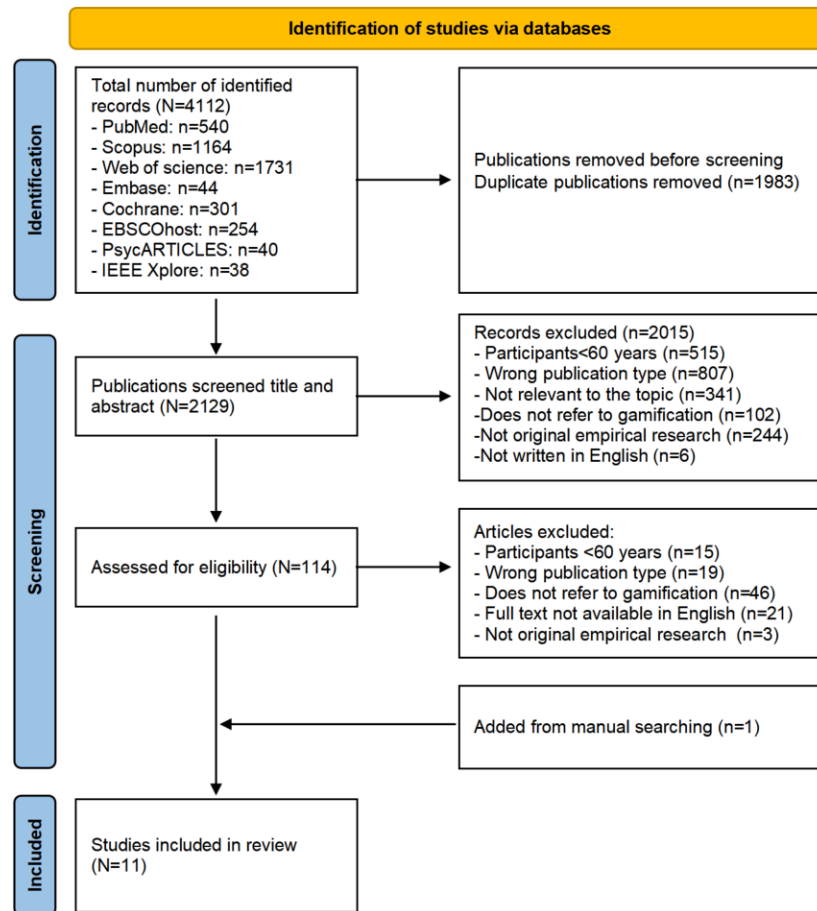 Identification of studies via databases
Identification
Total number of identified
records (N=4112)
- PubMed: n=540
- Scopus: n=1164
- Web of science: n=1731
- Embase: n=44
- Cochrane: n=301
- EBSCOhost: n=254
- PsycARTICLES: n=40
- IEEE Xplore: n=38
Publications removed before screening
Duplicate publications removed (n=1983)
Screening
Publications screened title and
abstract (N=2129)
Records excluded (n=2015)
- Participants<60 years (n=515)
- Wrong publication type (n=807)
- Not relevant to the topic (n=341)
-Does not refer to gamification (n=102)
-Not original empirical research (n=244)
-Not written in English (n=6)
Assessed for eligibility (N=114)
Articles excluded:
- Participants <60 years (n=15)
- Wrong publication type (n=19)
- Does not refer to gamification (n=46)
- Full text not available in English (n=21)
- Not original empirical research (n=3)
Added from manual searching (n=1)
Included
Studies included in review
(N=11)